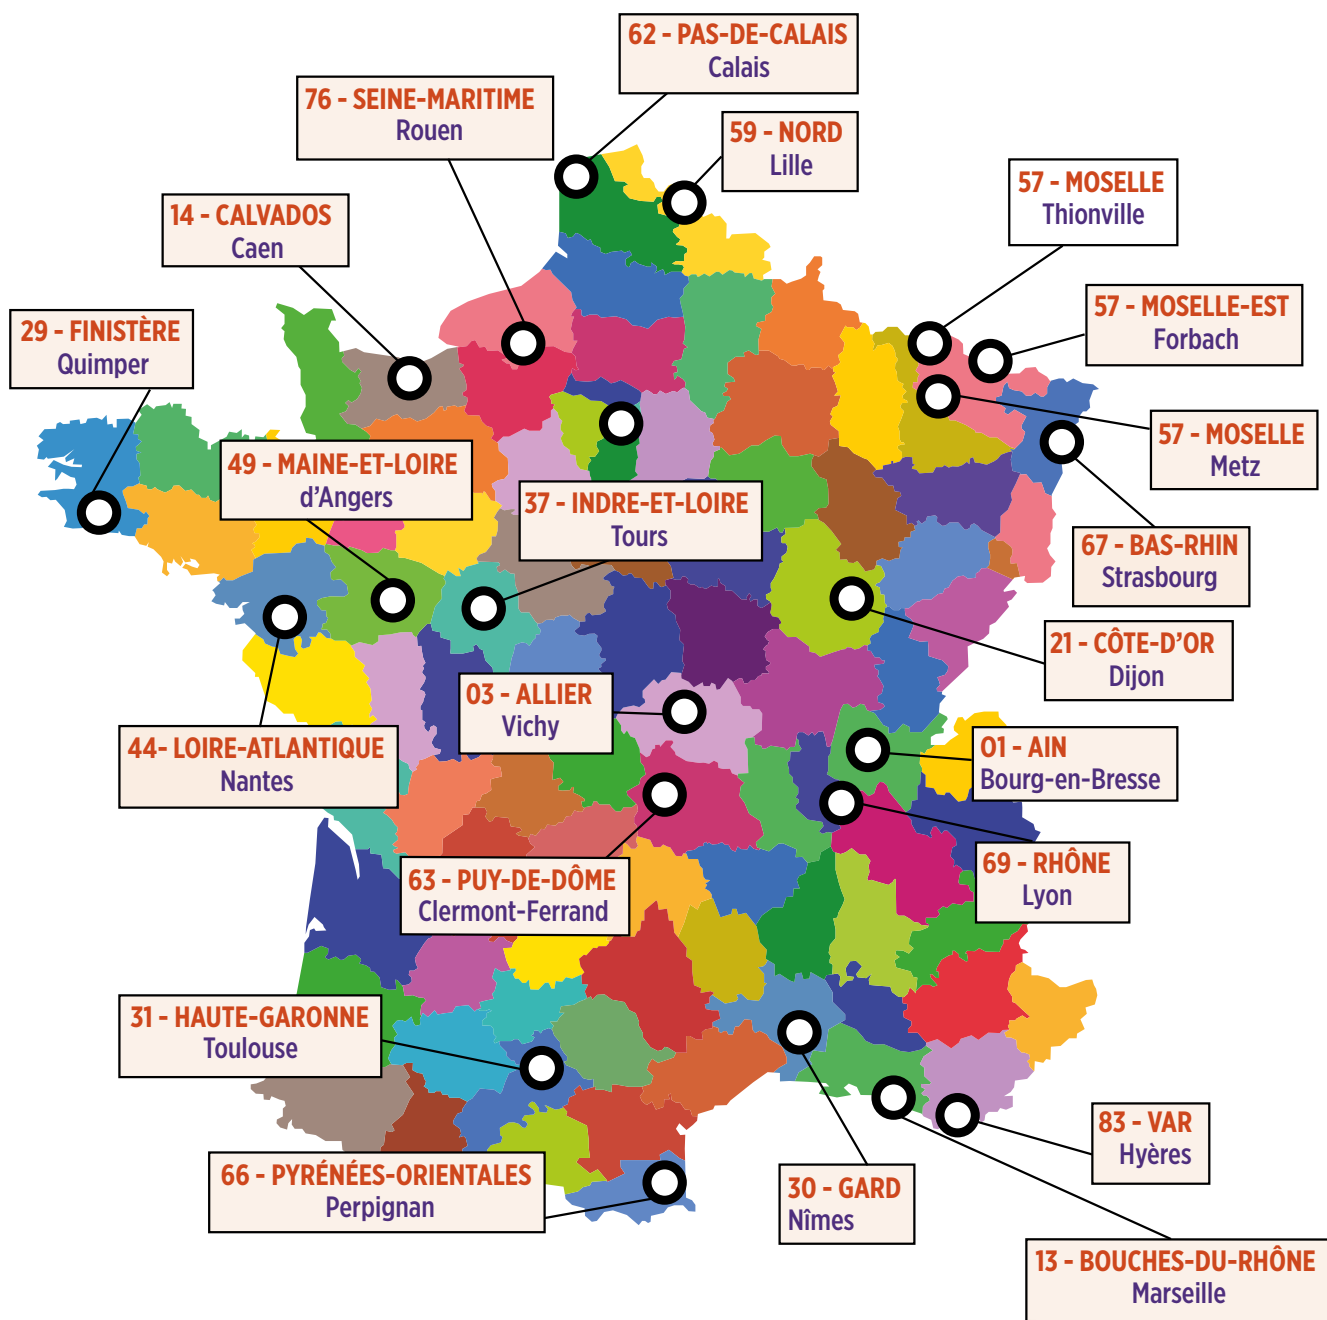 62 - PAS-DE-CALAIS
Calais
76 - SEINE-MARITIME
Rouen
59 - NORD
Lille
57 - MOSELLE
Thionville
14 - CALVADOS
Caen
57 - MOSELLE-EST
Forbach
29 - FINISTÈRE
Quimper
57 - MOSELLE
Metz
49 - MAINE-ET-LOIRE
d'Angers
37 - INDRE-ET-LOIRE
Tours
67 - BAS-RHIN
Strasbourg
21 - CÔTE-D'OR
Dijon
03 - ALLIER
Vichy
44- LOIRE-ATLANTIQUE
Nantes
01 - AIN
Bourg-en-Bresse
63 - PUY-DE-DÔME
Clermont-Ferrand
69 - RHÔNE
Lyon
31 - HAUTE-GARONNE
Toulouse
83 - VAR
Hyères
66 - PYRÉNÉES-ORIENTALES
Perpignan
30 - GARD
Nîmes
13 - BOUCHES-DU-RHÔNE
Marseille